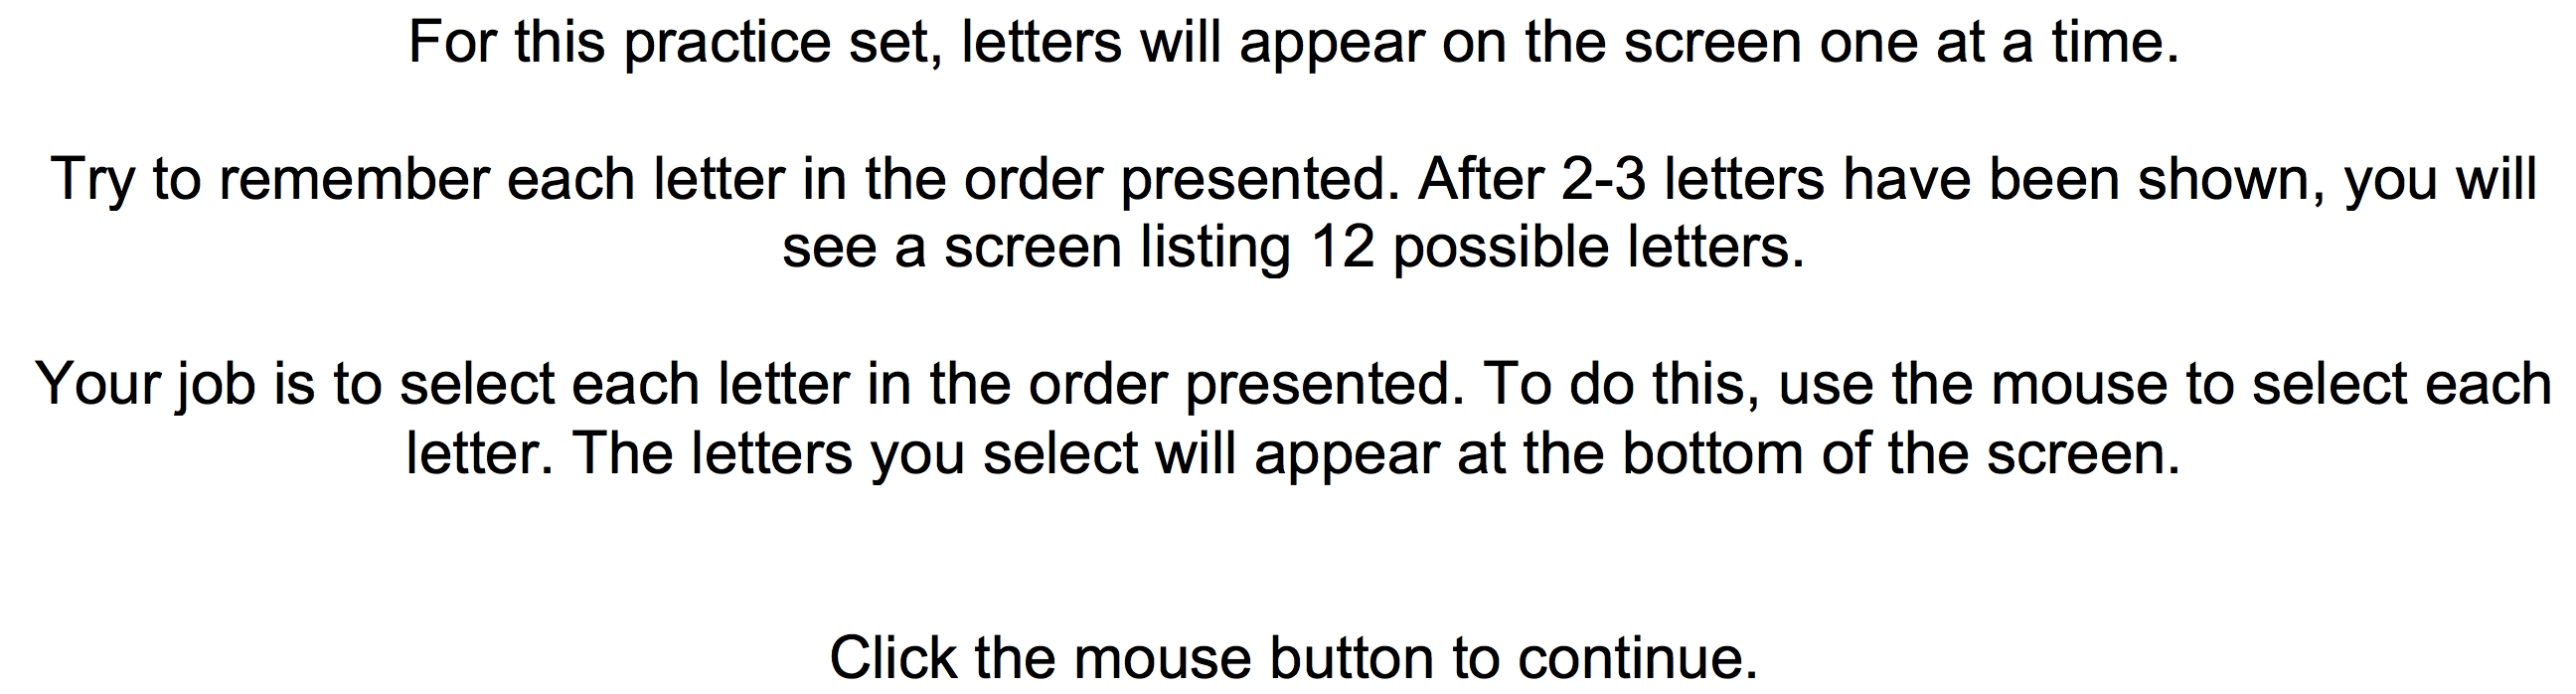 For this practice set, letters will appear on the screen one at a time.
Try to remember each letter in the order presented. After 2-3 letters have been shown, you will
see a screen listing 12 possible letters.
Your job is to select each letter in the order presented. To do this, use the mouse to select each
letter. The letters you select will appear at the bottom of the screen.
Click the mouse button to continue.